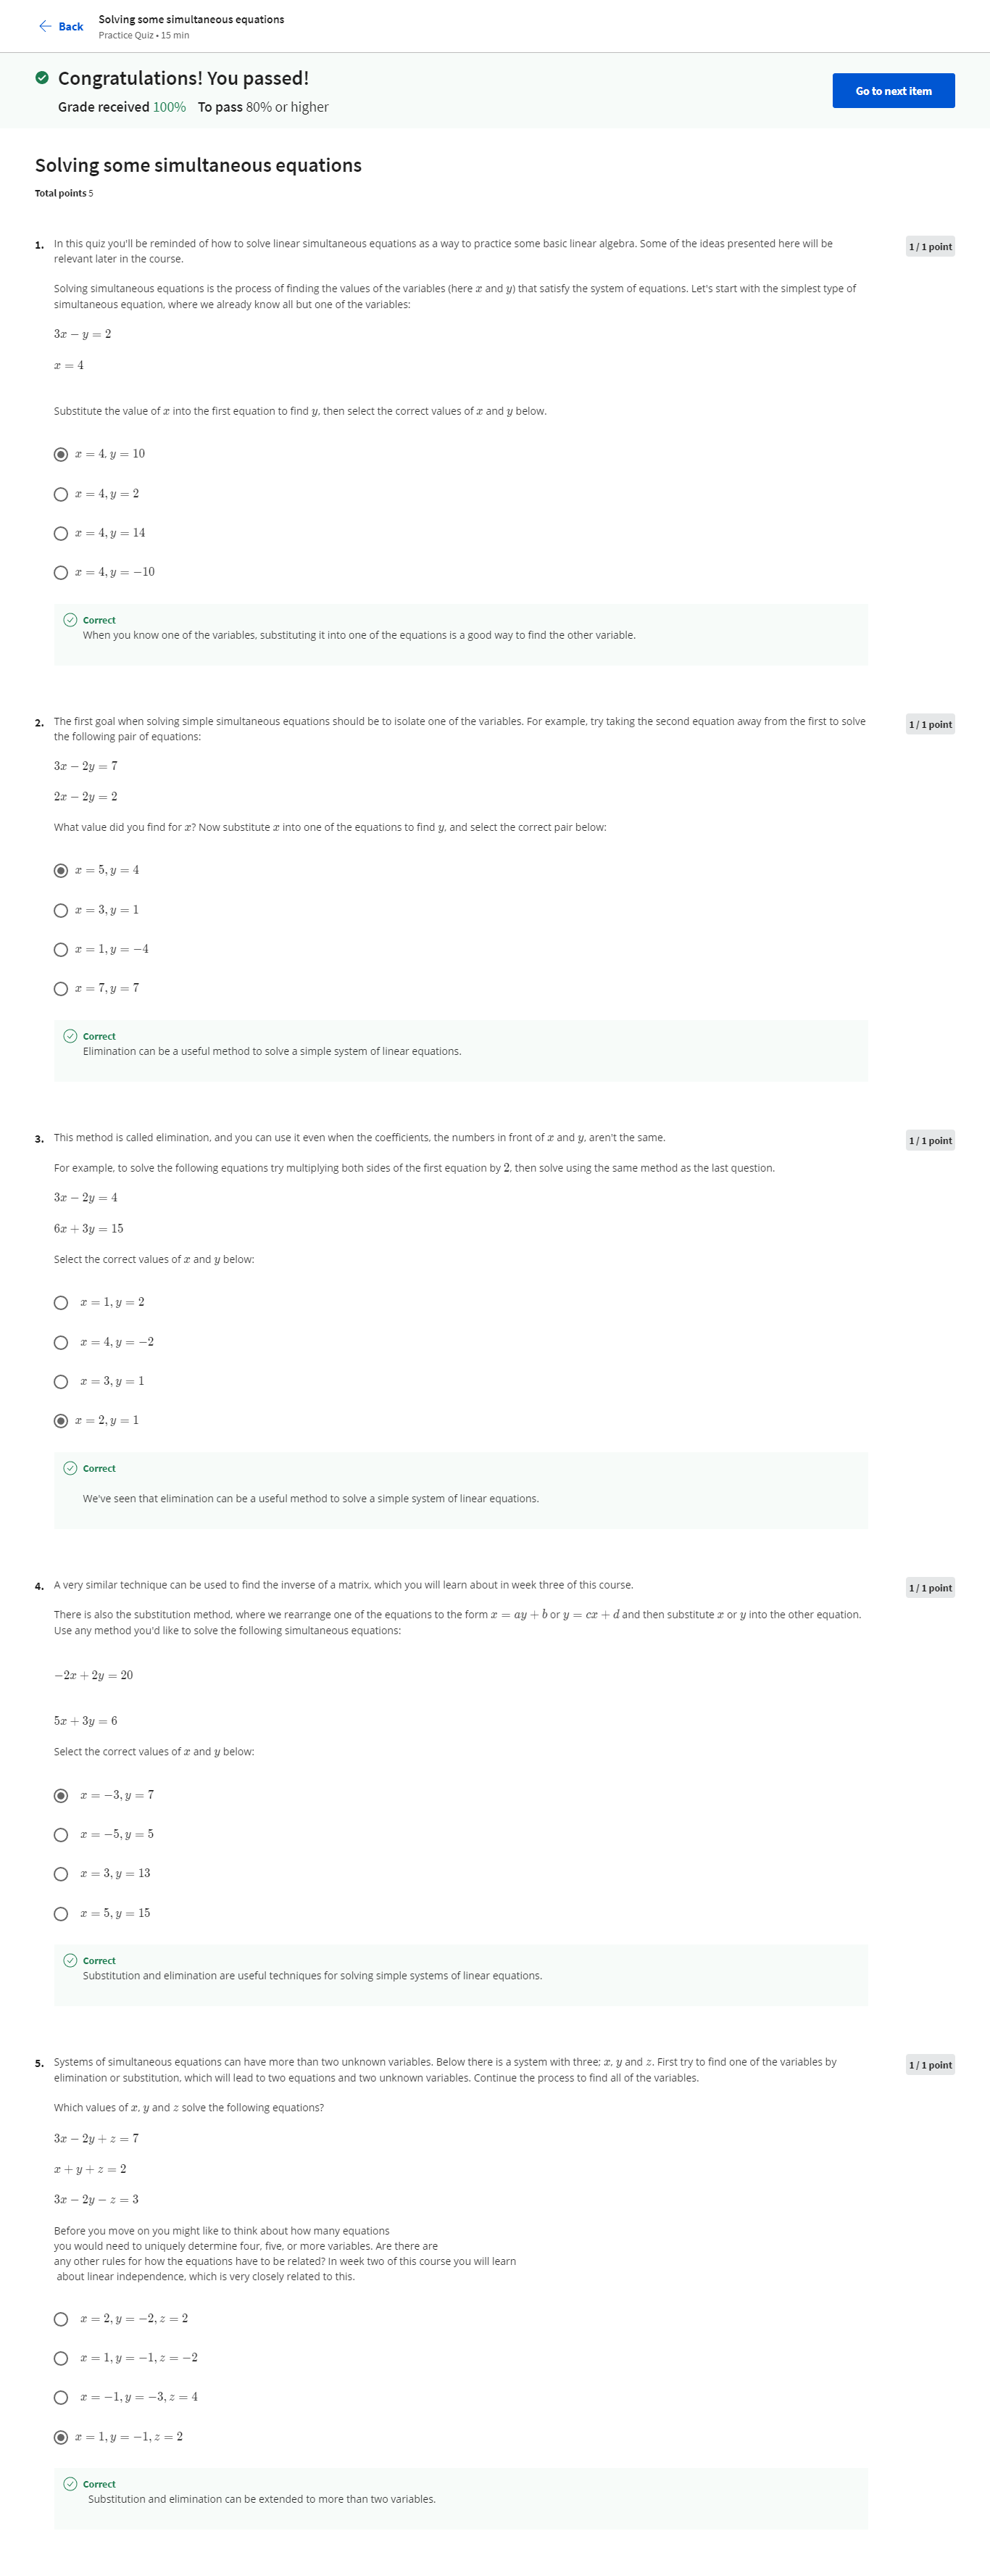 Back
Solving some simultaneous equations
Practice Quiz • 15 min
Congratulations! You passed!
Grade received 100% To pass 80% or higher
Go to next item
Solving some simultaneous equations
Total points 5
1. In this quiz you'll be reminded of how to solve linear simultaneous equations as a way to practice some basic linear algebra. Some of the ideas presented here will be
relevant later in the course.
1 / 1 point
Solving simultaneous equations is the process of finding the values of the variables (here x and y) that satisfy the system of equations. Let's start with the simplest type of
simultaneous equation, where we already know all but one of the variables:
3x − y = 2
x = 4
Substitute the value of x into the first equation to find y, then select the correct values of x and y below.
x = 4, y = 10
x = 4, y = 2
x = 4, y = 14
x = 4, y = −10
Correct
When you know one of the variables, substituting it into one of the equations is a good way to find the other variable.
2. The first goal when solving simple simultaneous equations should be to isolate one of the variables. For example, try taking the second equation away from the first to solve
the following pair of equations:
1 / 1 point
3x − 2y = 7
2x − 2y = 2
What value did you find for x? Now substitute x into one of the equations to find y, and select the correct pair below:
x = 5, y = 4
x = 3, y = 1
x = 1, y = −4
x = 7, y = 7
Correct
Elimination can be a useful method to solve a simple system of linear equations.
3. This method is called elimination, and you can use it even when the coefficients, the numbers in front of x and y, aren't the same.
1 / 1 point
For example, to solve the following equations try multiplying both sides of the first equation by 2, then solve using the same method as the last question.
3x − 2y = 4
6x + 3y = 15
Select the correct values of x and y below:
x = 1, y = 2
x = 4, y = −2
x = 3, y = 1
x = 2, y = 1
Correct
We've seen that elimination can be a useful method to solve a simple system of linear equations.
4. A very similar technique can be used to find the inverse of a matrix, which you will learn about in week three of this course.
1 / 1 point
There is also the substitution method, where we rearrange one of the equations to the form x = ay + b or y = cx + d and then substitute x or y into the other equation.
Use any method you'd like to solve the following simultaneous equations:
−2x + 2y = 20
5x + 3y = 6
Select the correct values of x and y below:
x = −3, y = 7
x = −5, y = 5
x = 3, y = 13
x = 5, y = 15
Correct
Substitution and elimination are useful techniques for solving simple systems of linear equations.
5. Systems of simultaneous equations can have more than two unknown variables. Below there is a system with three; x, y and z. First try to find one of the variables by
elimination or substitution, which will lead to two equations and two unknown variables. Continue the process to find all of the variables.
1 / 1 point
Which values of x, y and z solve the following equations?
3x − 2y + z = 7
x + y + z = 2
3x − 2y − z = 3
Before you move on you might like to think about how many equations
you would need to uniquely determine four, five, or more variables. Are there are
any other rules for how the equations have to be related? In week two of this course you will learn
about linear independence, which is very closely related to this.
x = 2, y = −2, z = 2
x = 1, y = −1, z = −2
x = −1, y = −3, z = 4
x = 1, y = −1, z = 2
Correct
Substitution and elimination can be extended to more than two variables.